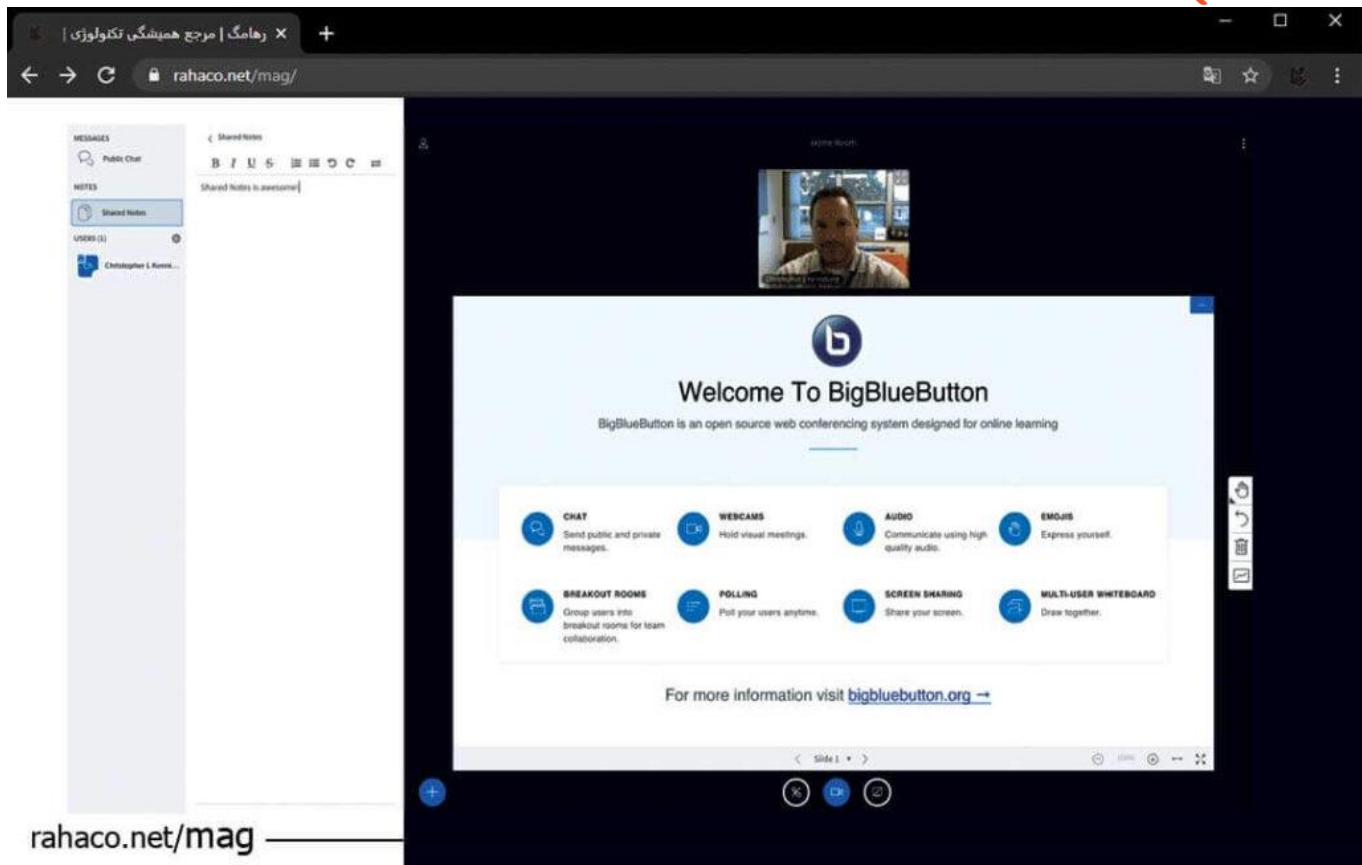 رهامگ | مرجع همیشگی تکنولوژی |
rahaco.net/mag/
MESSAGES
Public Chat
NOTES
Shared Notes
USERS (1)
Shared Notes
B I U S
Shared Notes is awesome!
Home Room
Welcome To BigBlueButton
BigBlueButton is an open source web conferencing system designed for online learning
CHAT
Send public and private
messages.
WEBCAMS
Hold visual meetings.
AUDIO
Communicate using high
quality audio.
EMOJIS
Express yourself.
BREAKOUT ROOMS
Group users into
breakout rooms for team
collaboration.
POLLING
Poll your users anytime.
SCREEN SHARING
Share your screen.
MULTI-USER WHITEBOARD
Draw together.
For more information visit bigbluebutton.org →
Slide 1
rahaco.net/mag